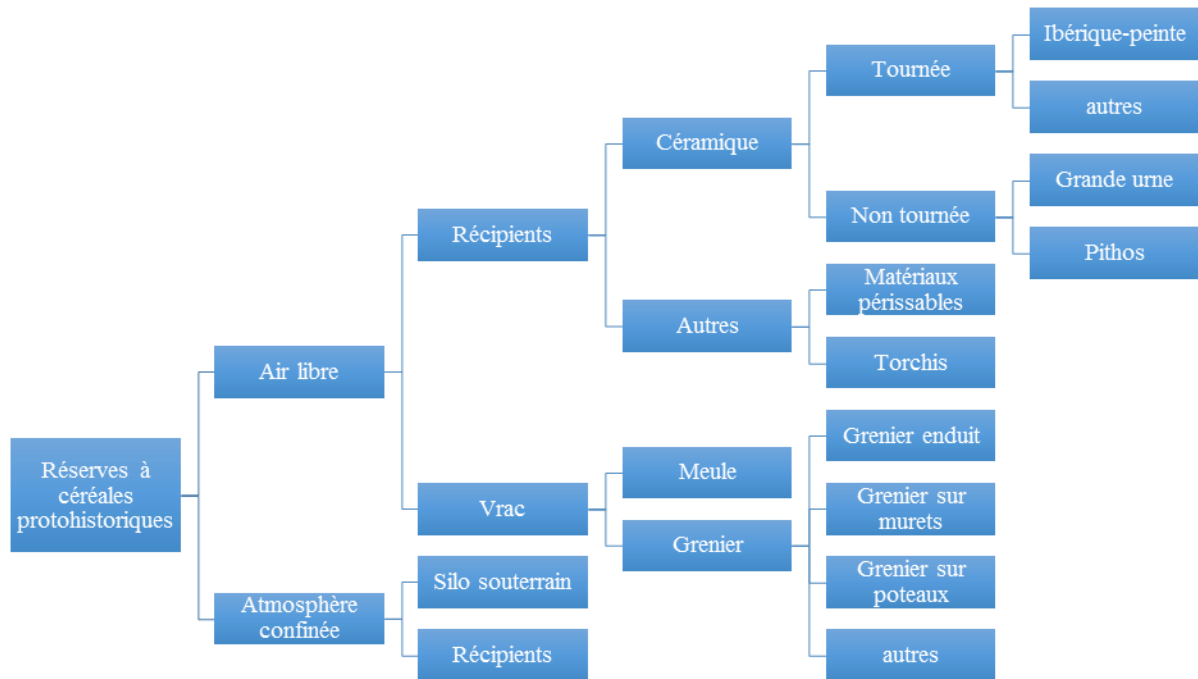 Ibérique-peinte
Tournée
autres
Céramique
Grande urne
Non tournée
Récipients
Pithos
Matériaux
périssables
Autres
Torchis
Air libre
Grenier enduit
Réserves à
céréales
protohistoriques
Meule
Grenier sur
murets
Vrac
Grenier
Silo souterrain
Grenier sur
poteaux
Atmosphère
confinée
Récipients
autres